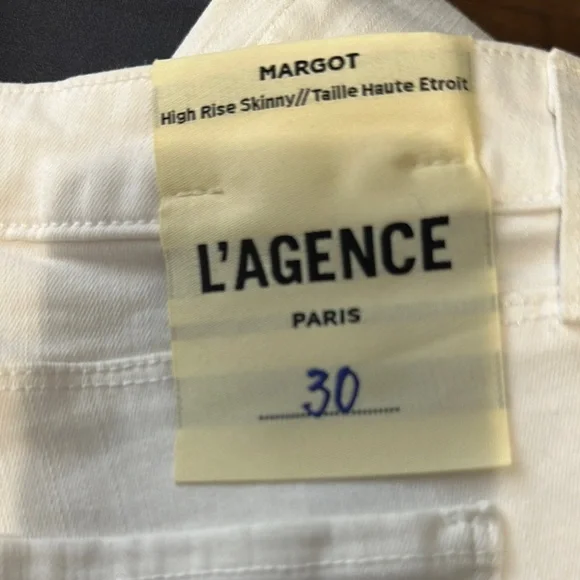 MARGOT
High Rise Skinny//Taille Haute Etroit
L'AGENCE
PARIS
30